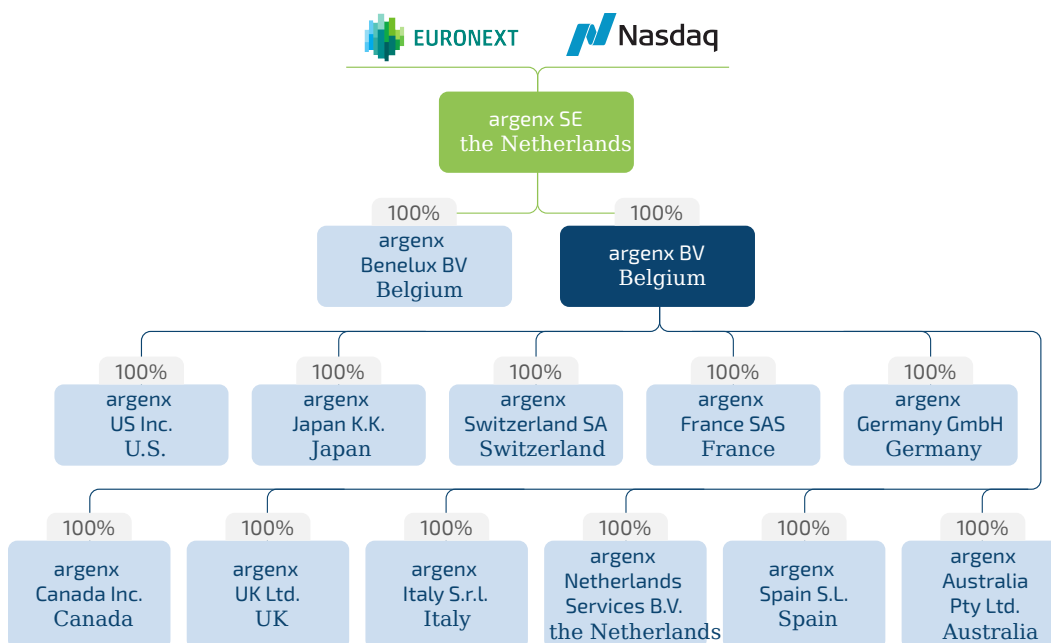 EURONEXT
Nasdaq
argenx SE
the Netherlands
100%
100%
argenx
Benelux BV
Belgium
argenx BV
Belgium
100%
100%
100%
100%
100%
argenx
US Inc.
U.S.
argenx
Japan K.K.
Japan
argenx
Switzerland SA
Switzerland
argenx
France SAS
France
argenx
Germany GmbH
Germany
100%
100%
100%
100%
100%
100%
argenx
Canada Inc.
Canada
argenx
UK Ltd.
UK
argenx
Italy S.r.l.
Italy
argenx
Netherlands
Services B.V.
the Netherlands
argenx
Spain S.L.
Spain
argenx
Australia
Pty Ltd.
Australia